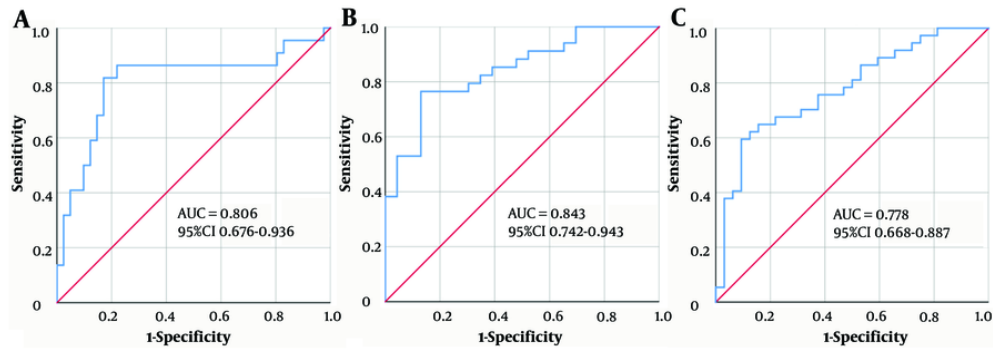 A
1.0
0.8
0.6
0.4
0.2
0
Sensitivity
0.2
0.4
0.6
0.8
1.0
1-Specificity
AUC = 0.806
95%CI 0.676-0.936
B
1.0
0.8
0.6
0.4
0.2
0
Sensitivity
0.2
0.4
0.6
0.8
1.0
1-Specificity
AUC = 0.843
95%CI 0.742-0.943
C
1.0
0.8
0.6
0.4
0.2
0
Sensitivity
0.2
0.4
0.6
0.8
1.0
1-Specificity
AUC = 0.778
95%CI 0.668-0.887